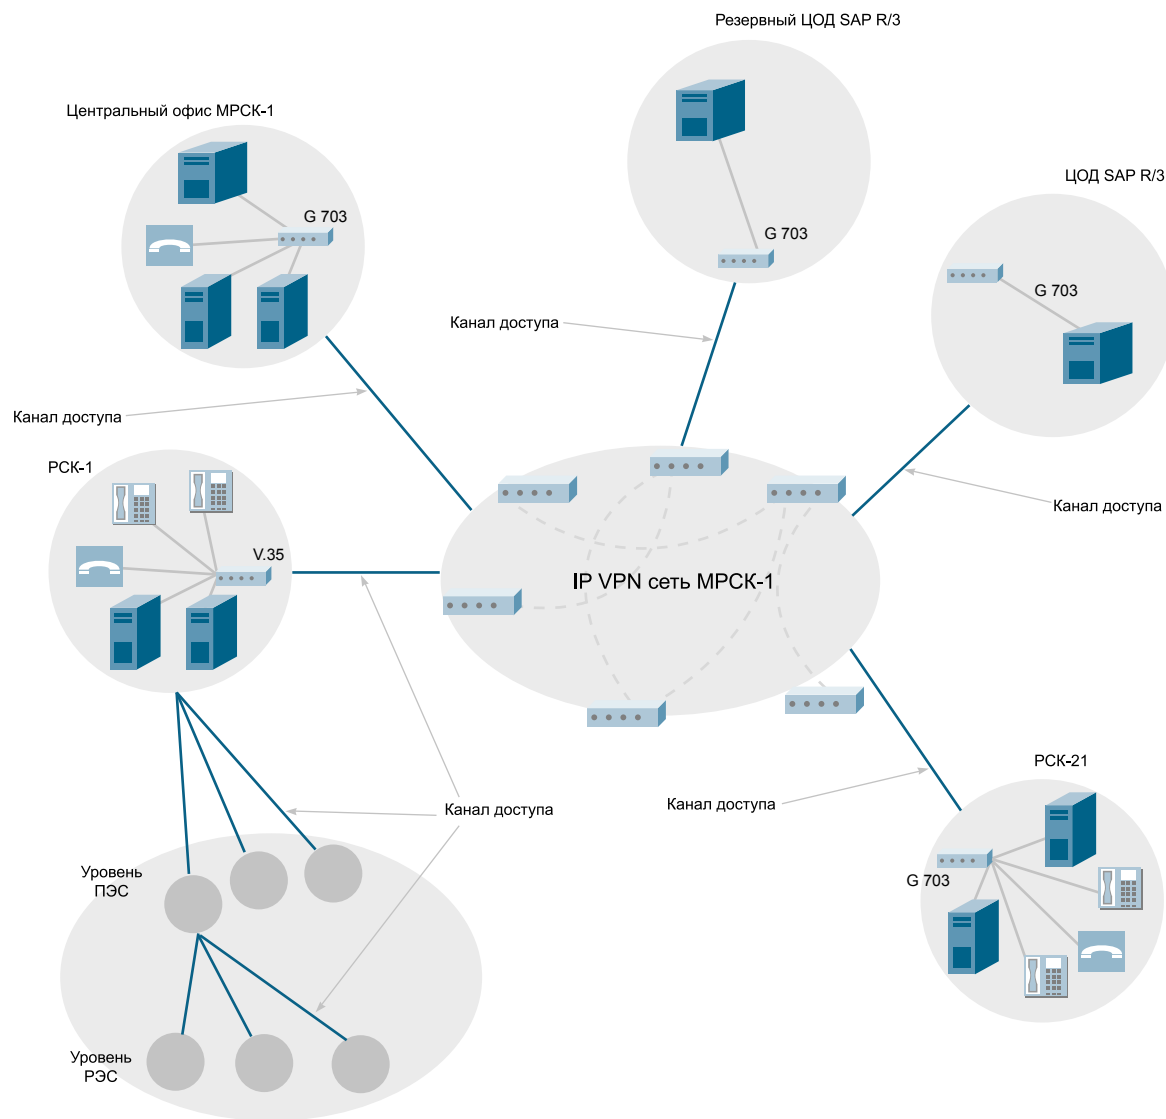 Резервный ЦОД SAP R/3
Центральный офис МРСК-1
ЦОД SAP R/3
G 703
G 703
G 703
Канал доступа
Канал доступа
РСК-1
Канал доступа
V.35
IP VPN сеть МРСК-1
РСК-21
Канал доступа
Канал доступа
Уровень
ПЭС
G 703
Уровень
РЭС